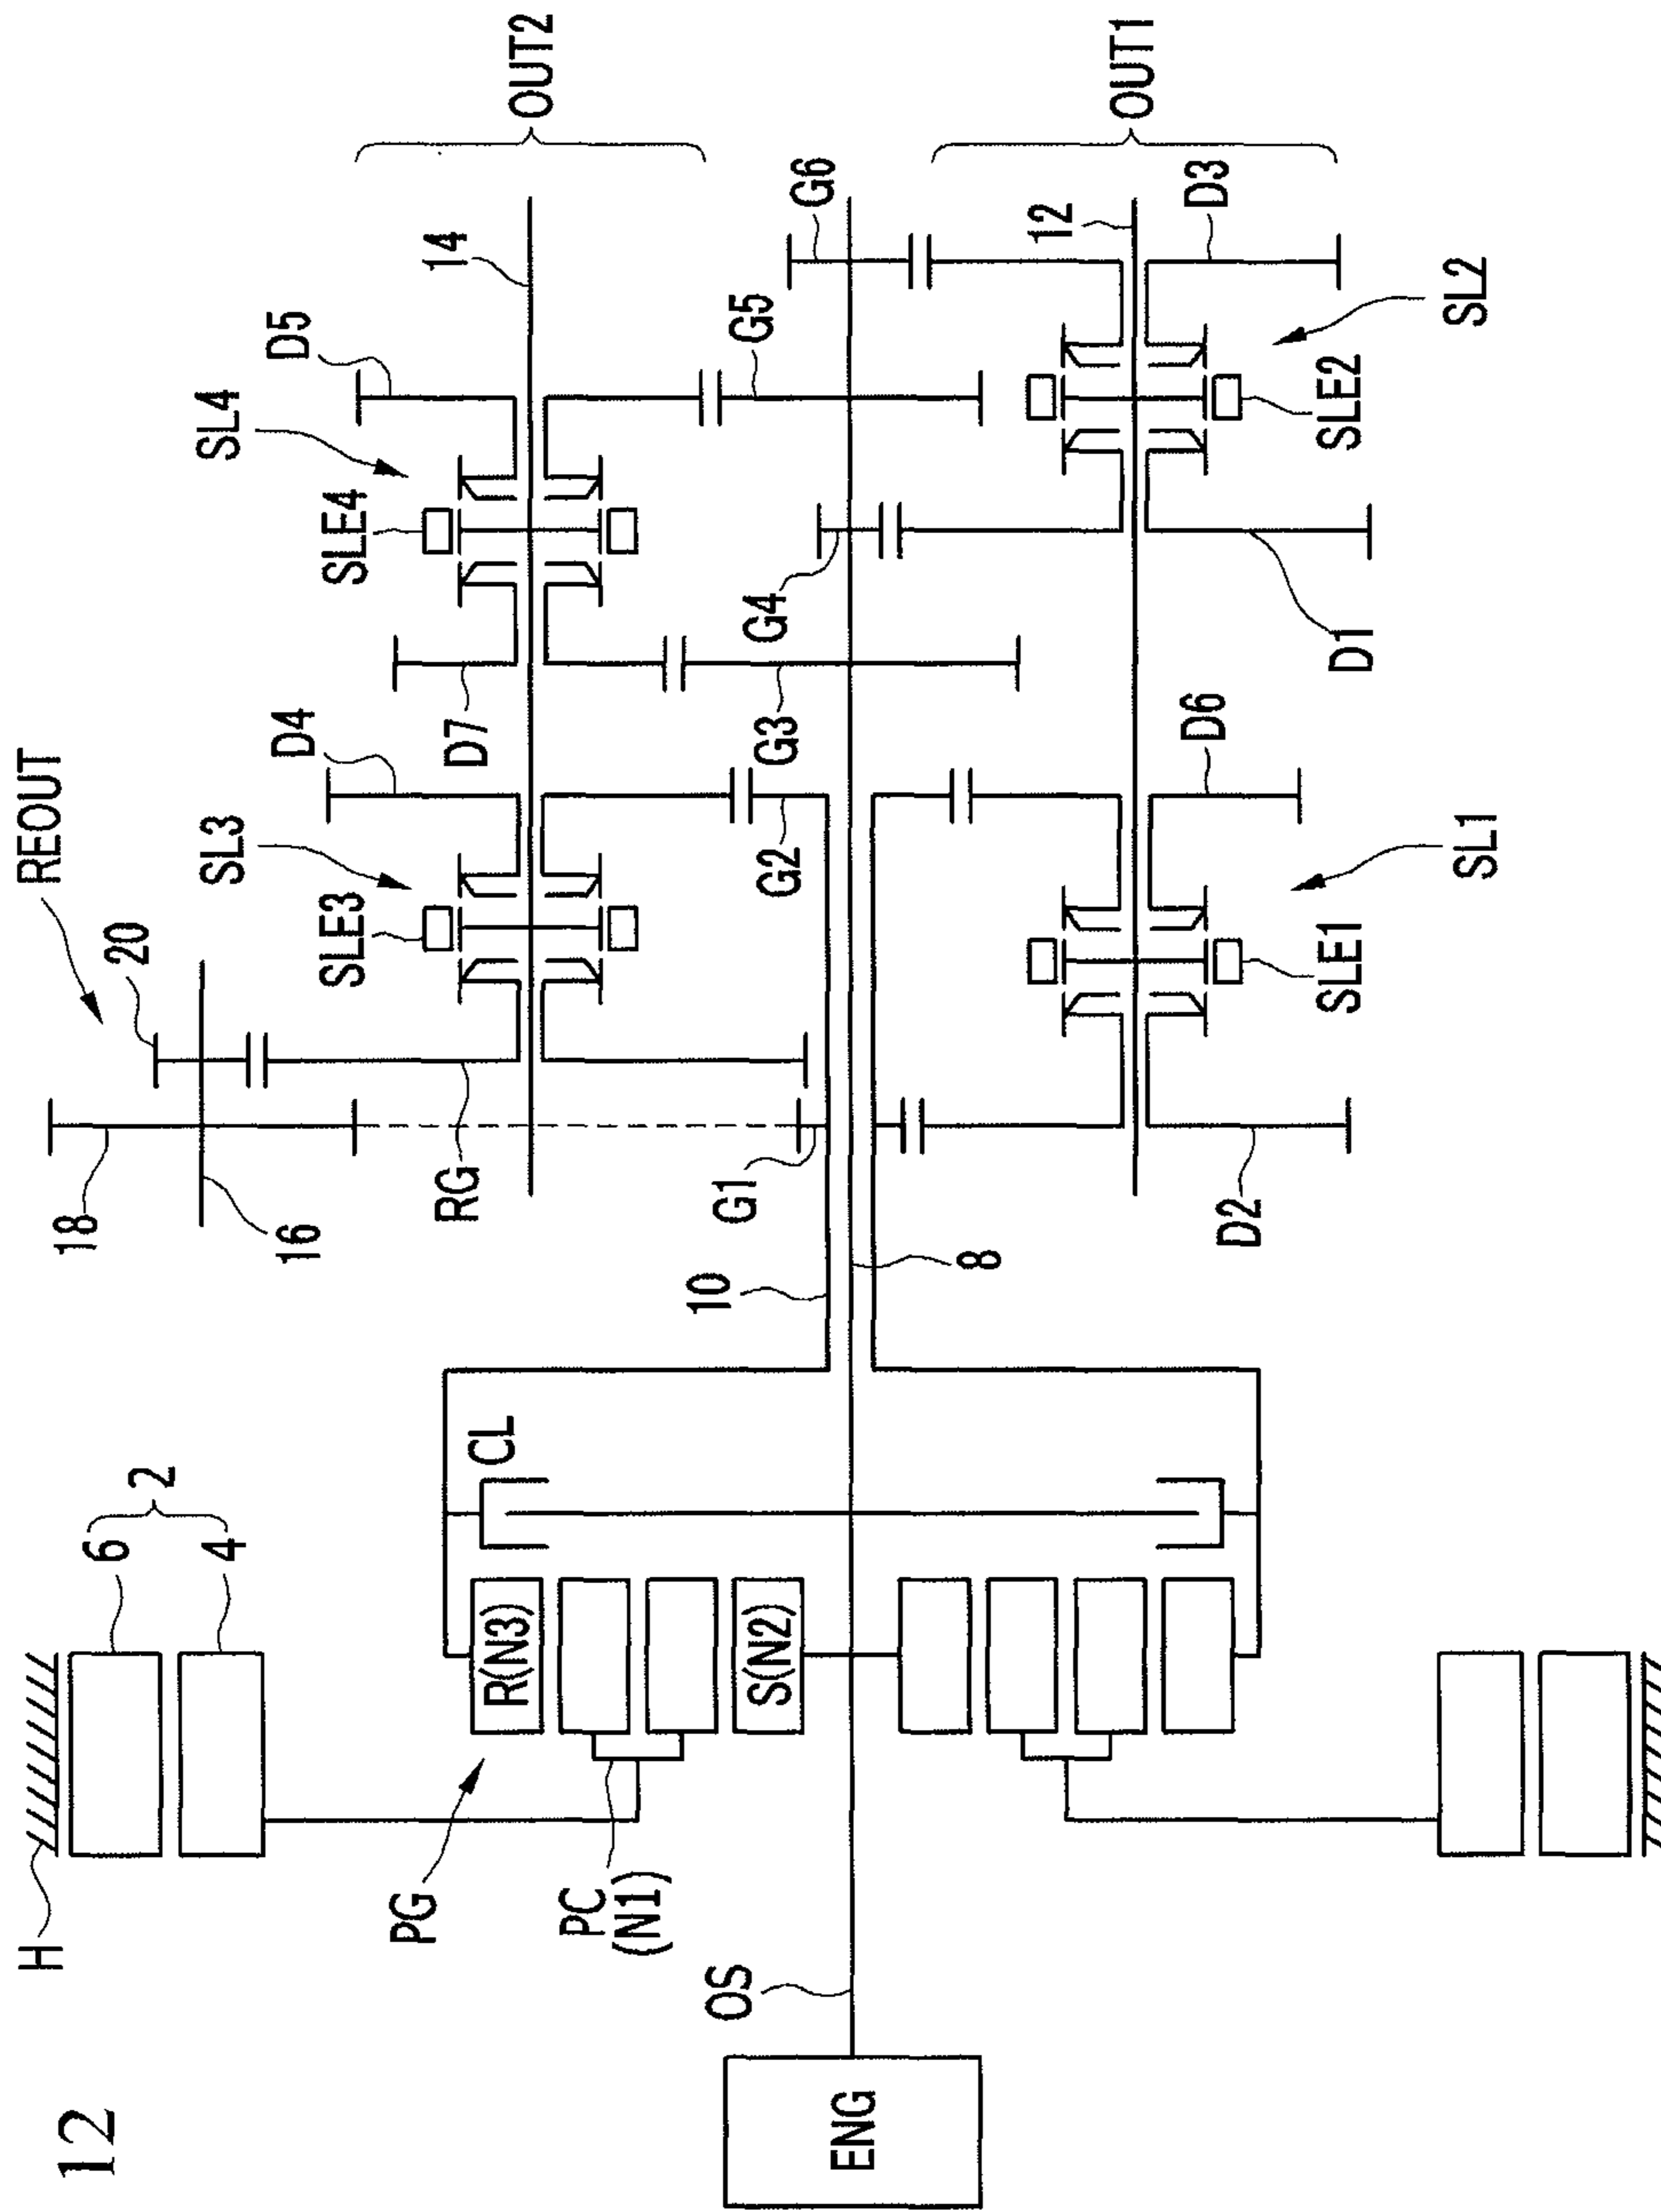 12
H
6
4
2
PG
PC
(N1)
R(N3)
S(N2)
CL
OS
ENG
REOUT
18
20
16
RG
G1
10
8
SL3
SLE3
D4
G2
D7
G3
SL4
SLE4
D5
G5
14
G4
G6
OUT2
OUT1
12
D3
SL2
SLE2
D1
D6
SL1
SLE1
D2